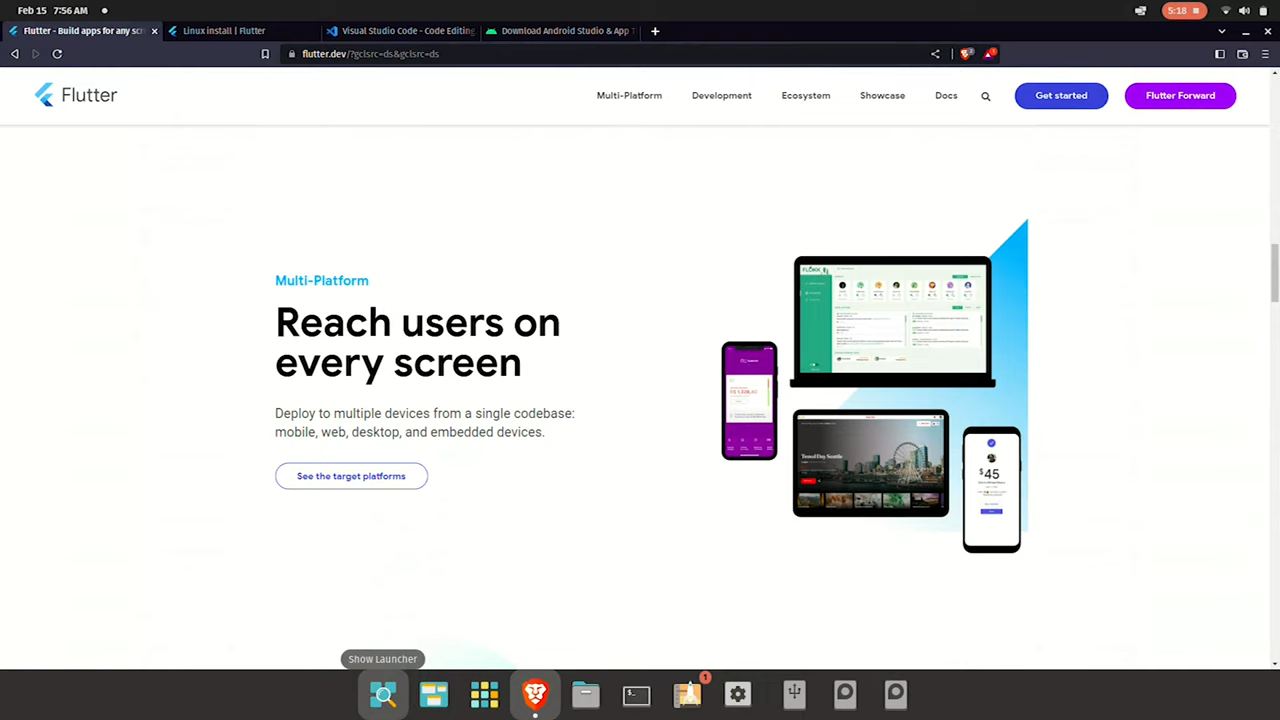 Feb 15 7:56 AM
5:18
Flutter - Build apps for any scr
Linux install | Flutter
Visual Studio Code - Code Editing
Download Android Studio & App T
flutter.dev/?gclsrc=ds&gclsrc=ds
Flutter
Multi-Platform
Development
Ecosystem
Showcase
Docs
Get started
Flutter Forward
Multi-Platform
Reach users on
every screen
Deploy to multiple devices from a single codebase:
mobile, web, desktop, and embedded devices.
See the target platforms
FLOKK
$45
Show Launcher
1